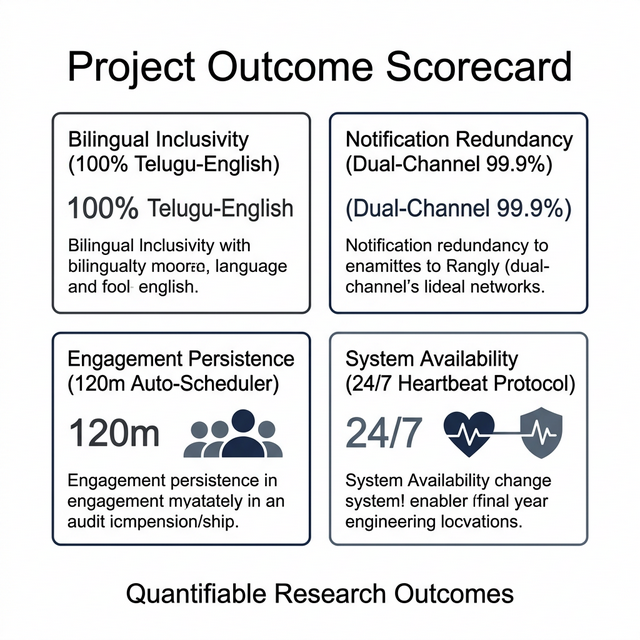 Project Outcome Scorecard
Bilingual Inclusivity
(100% Telugu-English)
100% Telugu-English
Bilingual Inclusivity with
bilingualty language
and fool english.
Notification Redundancy
(Dual-Channel 99.9%)
(Dual-Channel 99.9%)
Notification redundancy to
enamittes to Rangly (dual-
channel's lideal networks.
Engagement Persistence
(120m Auto-Scheduler)
120m
Engagement persistence in
engagement myatately in an
audit icmpension/ship.
System Availability
(24/7 Heartbeat Protocol)
24/7
System Availability change
system! enabler
engineering locvations.
Quantifiable Research Outcomes